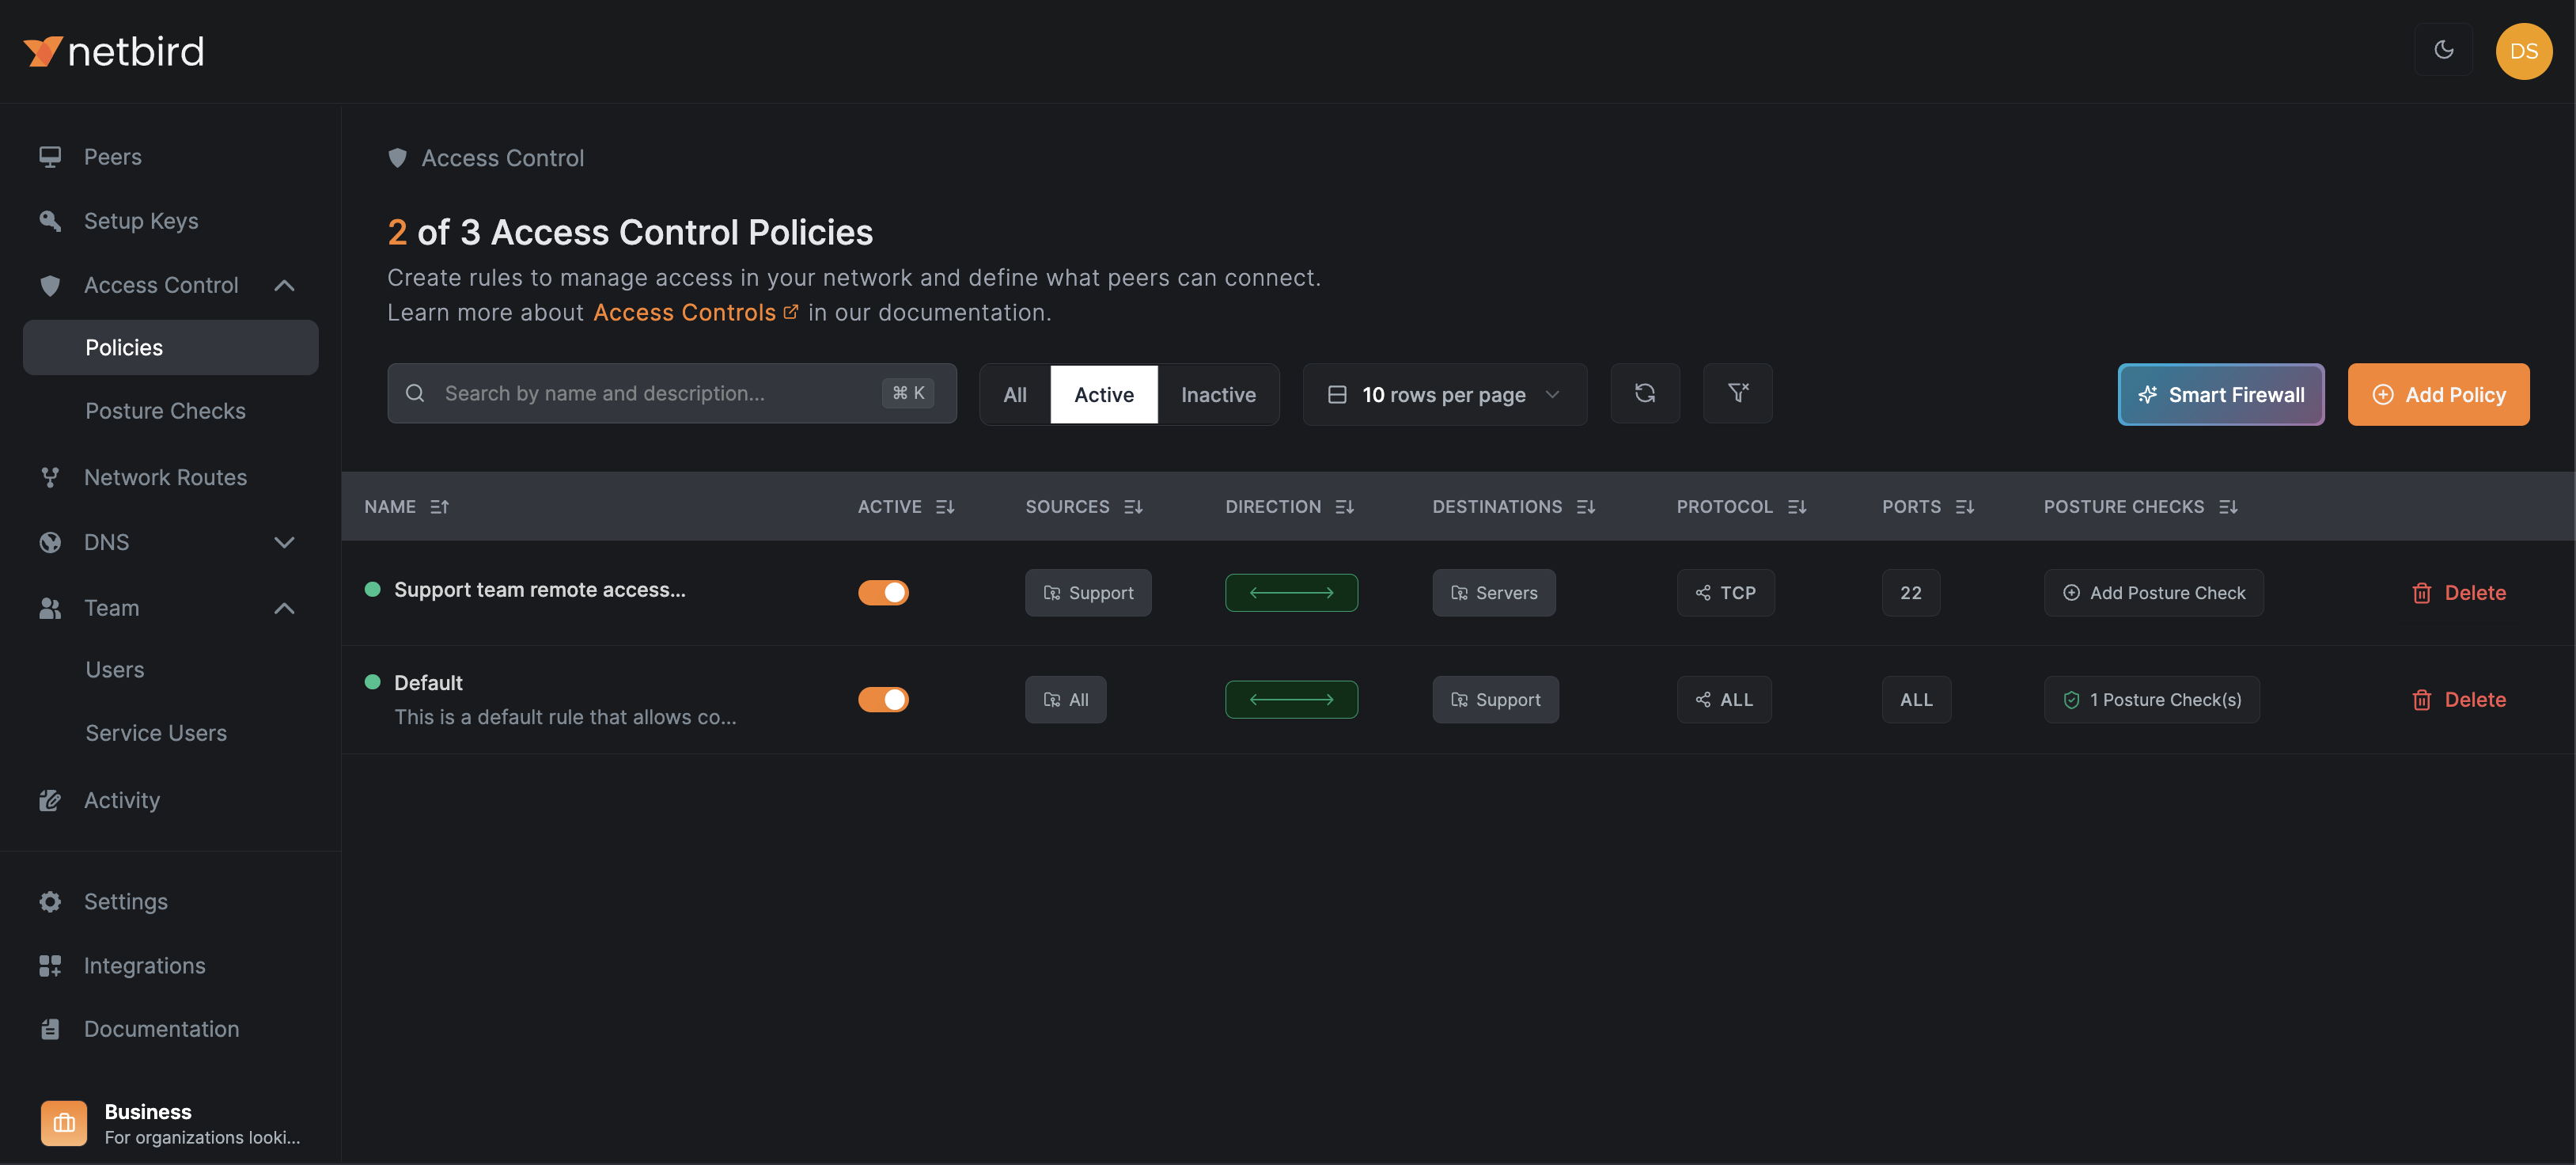 netbird
DS
Peers
Setup Keys
Access Control
Policies
Posture Checks
Network Routes
DNS
Team
Users
Service Users
Activity
Settings
Integrations
Documentation
Business
For organizations looki...
Access Control
2 of 3 Access Control Policies
Create rules to manage access in your network and define what peers can connect.
Learn more about Access Controls in our documentation.
Search by name and description... ⌘ K All Active Inactive 10 rows per page Smart Firewall Add Policy
NAME ACTIVE SOURCES DIRECTION DESTINATIONS PROTOCOL PORTS POSTURE CHECKS
Support team remote access... Support Servers TCP 22 Add Posture Check Delete
Default All Support ALL ALL 1 Posture Check(s) Delete
This is a default rule that allows co...